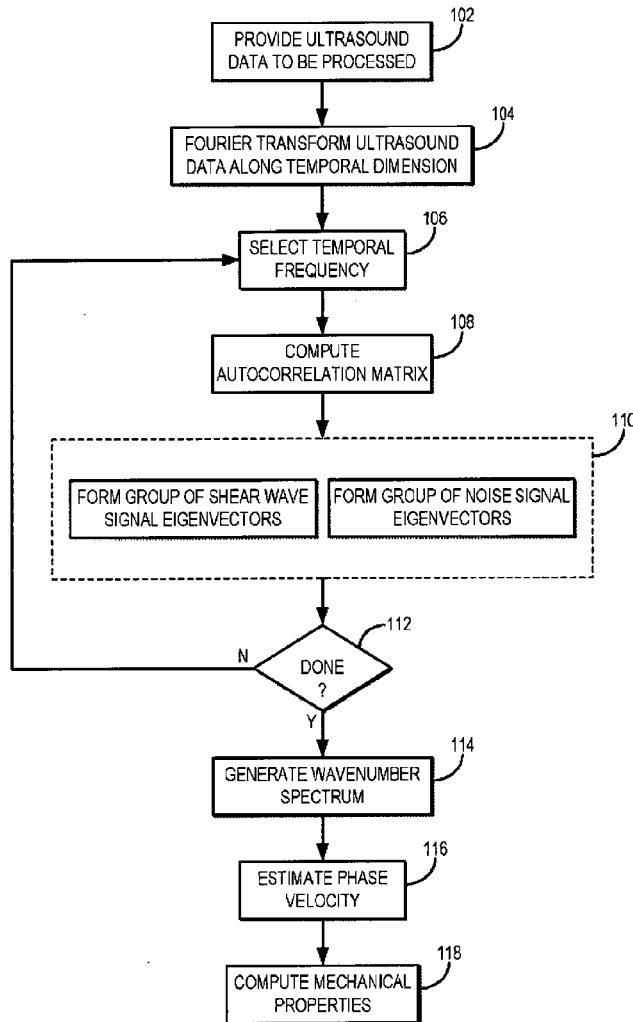 102
PROVIDE ULTRASOUND
DATA TO BE PROCESSED
104
FOURIER TRANSFORM ULTRASOUND
DATA ALONG TEMPORAL DIMENSION
106
SELECT TEMPORAL
FREQUENCY
108
COMPUTE
AUTOCORRELATION MATRIX
110
FORM GROUP OF SHEAR WAVE
SIGNAL EIGENVECTORS
FORM GROUP OF NOISE SIGNAL
EIGENVECTORS
112
N
DONE
?
Y
114
GENERATE WAVENUMBER
SPECTRUM
116
ESTIMATE PHASE
VELOCITY
118
COMPUTE MECHANICAL
PROPERTIES